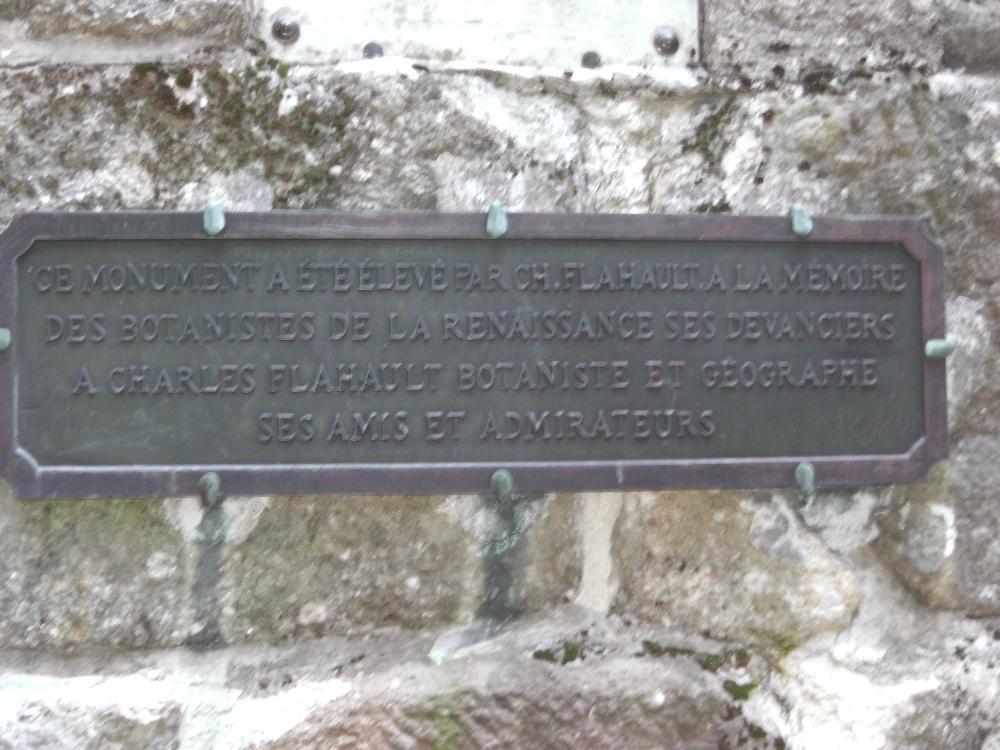 CE MONUMENT A ÉTÉ ÉLEVÉ PAR CH. FLAHAULT. A LA MÉMOIRE
DES BOTANISTES DE LA RENAISSANCE SES DEVANCIERS
A CHARLES FLAHAULT BOTANISTE ET GÉOGRAPHE
SES AMIS ET ADMIRATEURS